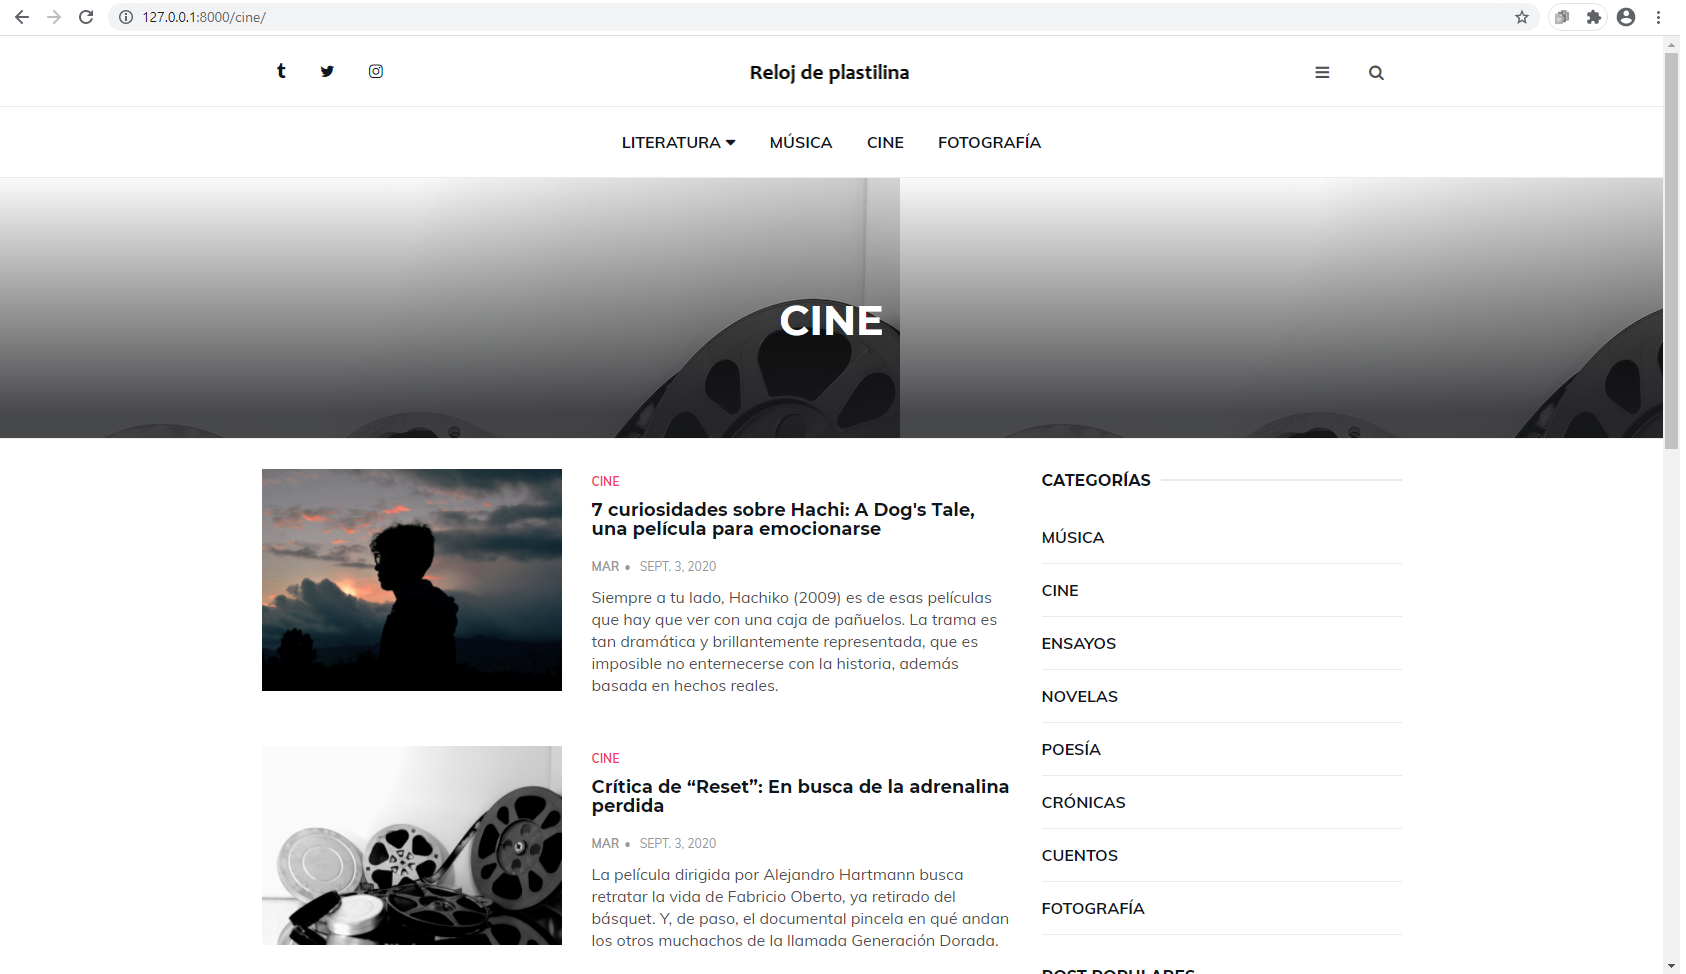 127.0.0.1:8000/cine/
Reloj de plastilina
LITERATURA MÚSICA CINE FOTOGRAFÍA
CINE
CINE
7 curiosidades sobre Hachi: A Dog's Tale,
una película para emocionarse
MAR • SEPT. 3, 2020
Siempre a tu lado, Hachiko (2009) es de esas películas
que hay que ver con una caja de pañuelos. La trama es
tan dramática y brillantemente representada, que es
imposible no enternecerse con la historia, además
basada en hechos reales.
CINE
Crítica de “Reset”: En busca de la adrenalina
perdida
MAR • SEPT. 3, 2020
La película dirigida por Alejandro Hartmann busca
retratar la vida de Fabricio Oberto, ya retirado del
básquet. Y, de paso, el documental pincela en qué andan
los otros muchachos de la llamada Generación Dorada.
CATEGORÍAS
MÚSICA
CINE
ENSAYOS
NOVELAS
POESÍA
CRÓNICAS
CUENTOS
FOTOGRAFÍA
POST POPULARES